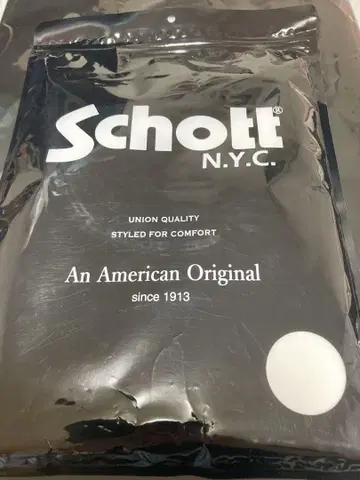 Schott®
N.Y.C.
UNION QUALITY
STYLED FOR COMFORT
An American Original
since 1913